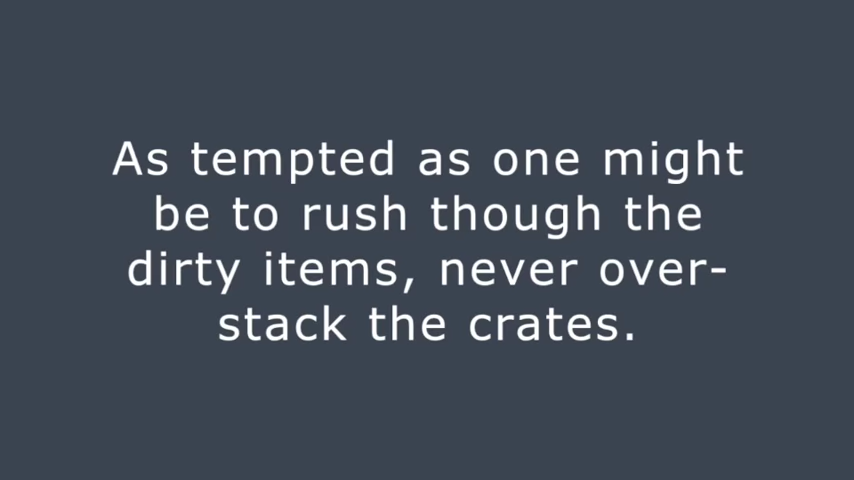 As tempted as one might
be to rush though the
dirty items, never over-
stack the crates.